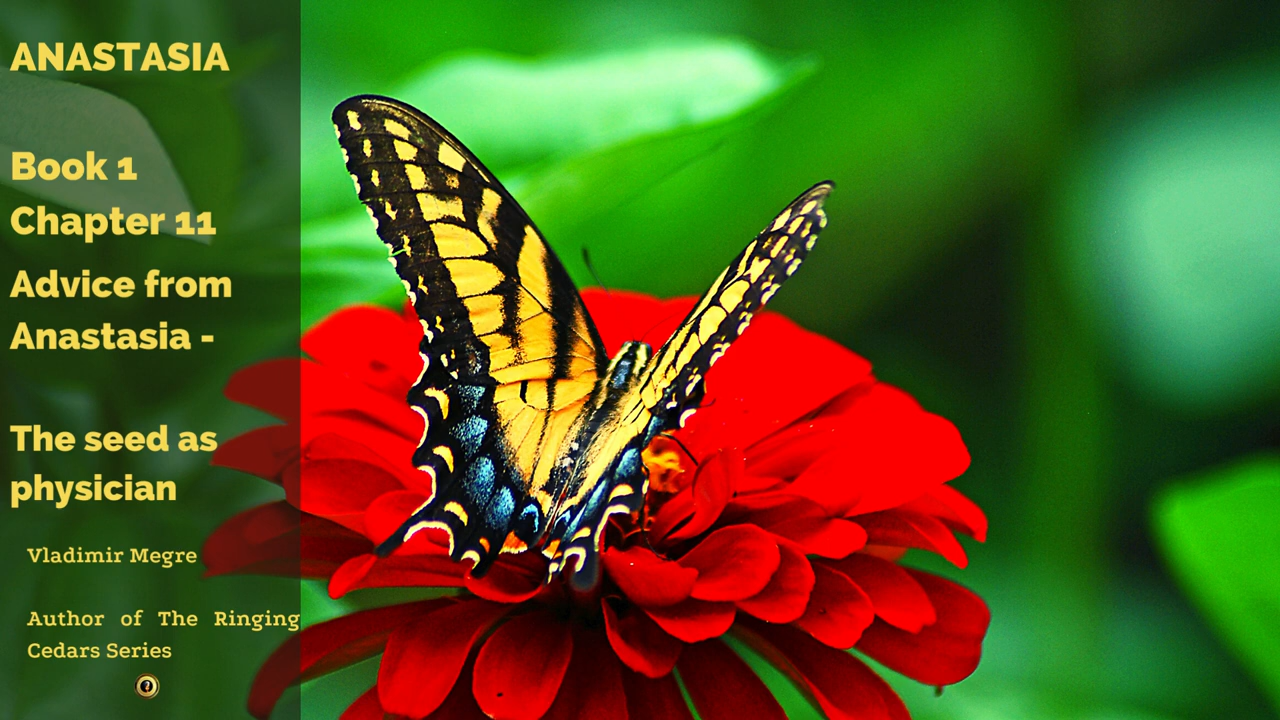 ANASTASIA
Book 1
Chapter 11
Advice from
Anastasia -
The seed as
physician
Vladimir Megre
Author of The Ringing
Cedars Series
?